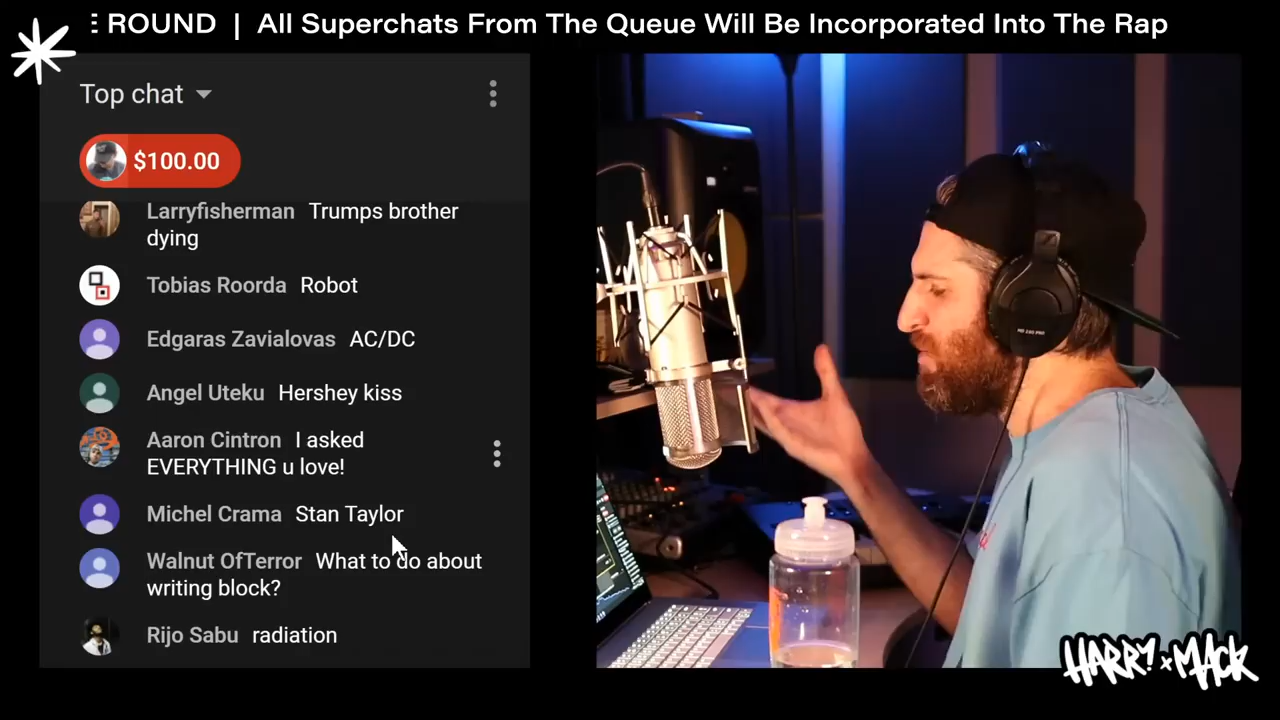 E ROUND | All Superchats From The Queue Will Be Incorporated Into The Rap
Top chat
$100.00
Larryfisherman Trumps brother
dying
Tobias Roorda Robot
Edgaras Zavialovas AC/DC
Angel Uteku Hershey kiss
Aaron Cintron I asked
EVERYTHING u love!
Michel Crama Stan Taylor
Walnut OfTerror What to do about
writing block?
Rijo Sabu radiation
HARRY x MACK